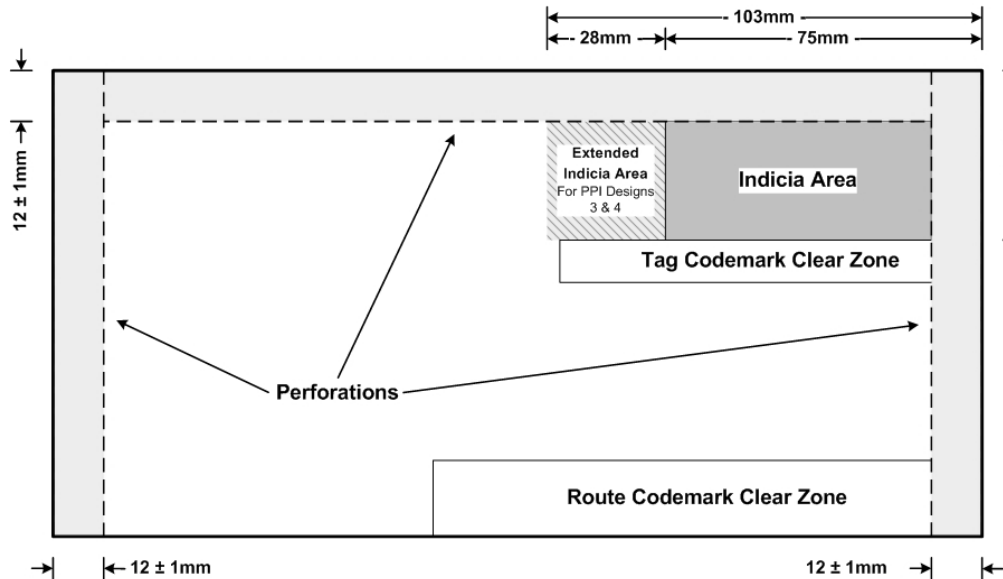 - 103mm -
- 28mm -
- 75mm -
12 ± 1mm
Extended
Indicia Area
For PPI Designs
3 & 4
Indicia Area
Tag Codemark Clear Zone
Perforations
Route Codemark Clear Zone
12 ± 1mm
12 ± 1mm